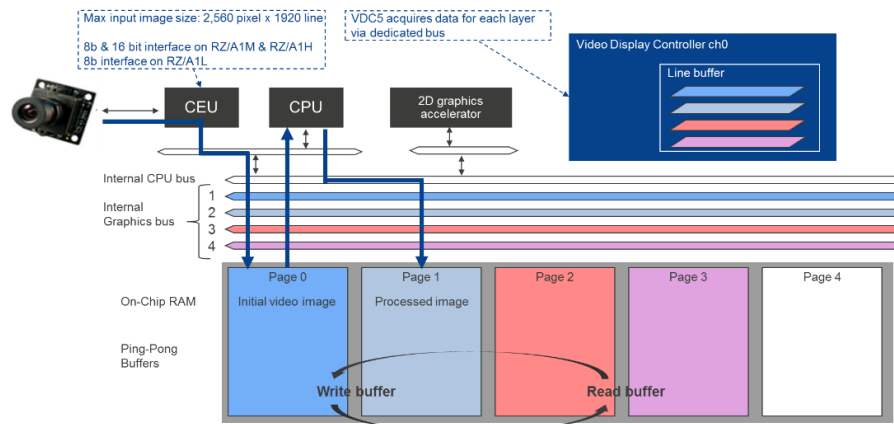 Max input image size: 2,560 pixel x 1920 line
8b & 16 bit interface on RZ/A1M & RZ/A1H
8b interface on RZ/A1L
VDC5 acquires data for each layer
via dedicated bus
Video Display Controller ch0
Line buffer
CEU
CPU
2D graphics
accelerator
Internal CPU bus
Internal
Graphics bus
1
2
3
4
On-Chip RAM
Ping-Pong
Buffers
Page 0
Initial video image
Page 1
Processed image
Page 2
Page 3
Page 4
Write buffer
Read buffer